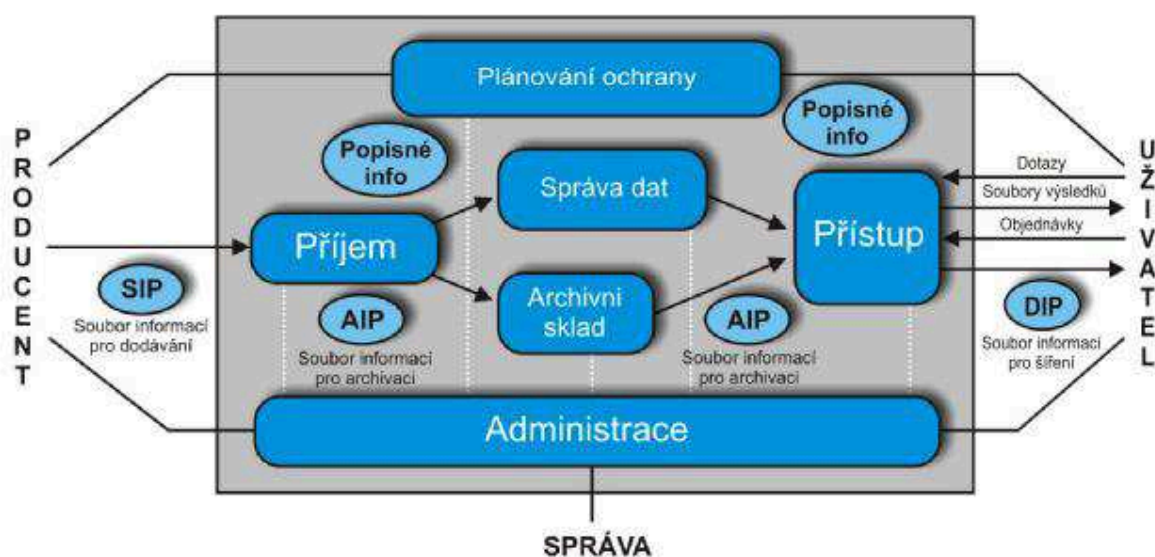 Plánování ochrany
Popisné
info
Popisné
info
PRODUCENT
UŽIVATEL
Správa dat
Příjem
Přístup
Dotazy
Soubory výsledků
Objednávky
SIP
Soubor informací
pro dodávání
AIP
Soubor informací
pro archivaci
Archivní
sklad
AIP
Soubor informací
pro archivaci
DIP
Soubor informací
pro šíření
Administrace
SPRÁVA